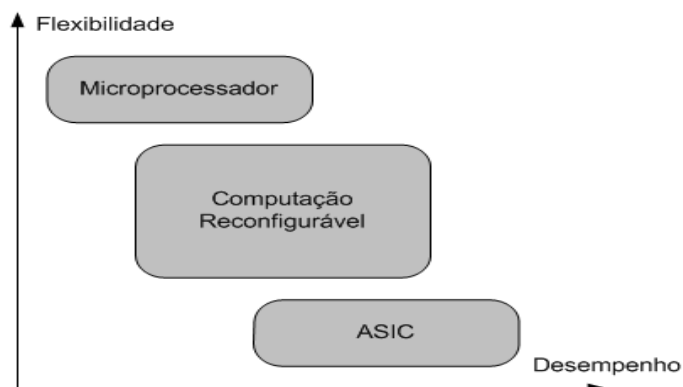 Flexibilidade
Microprocessador
Computação
Reconfigurável
ASIC
Desempenho